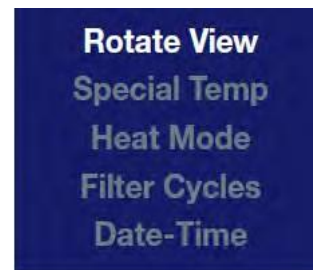 Rotate View
Special Temp
Heat Mode
Filter Cycles
Date-Time